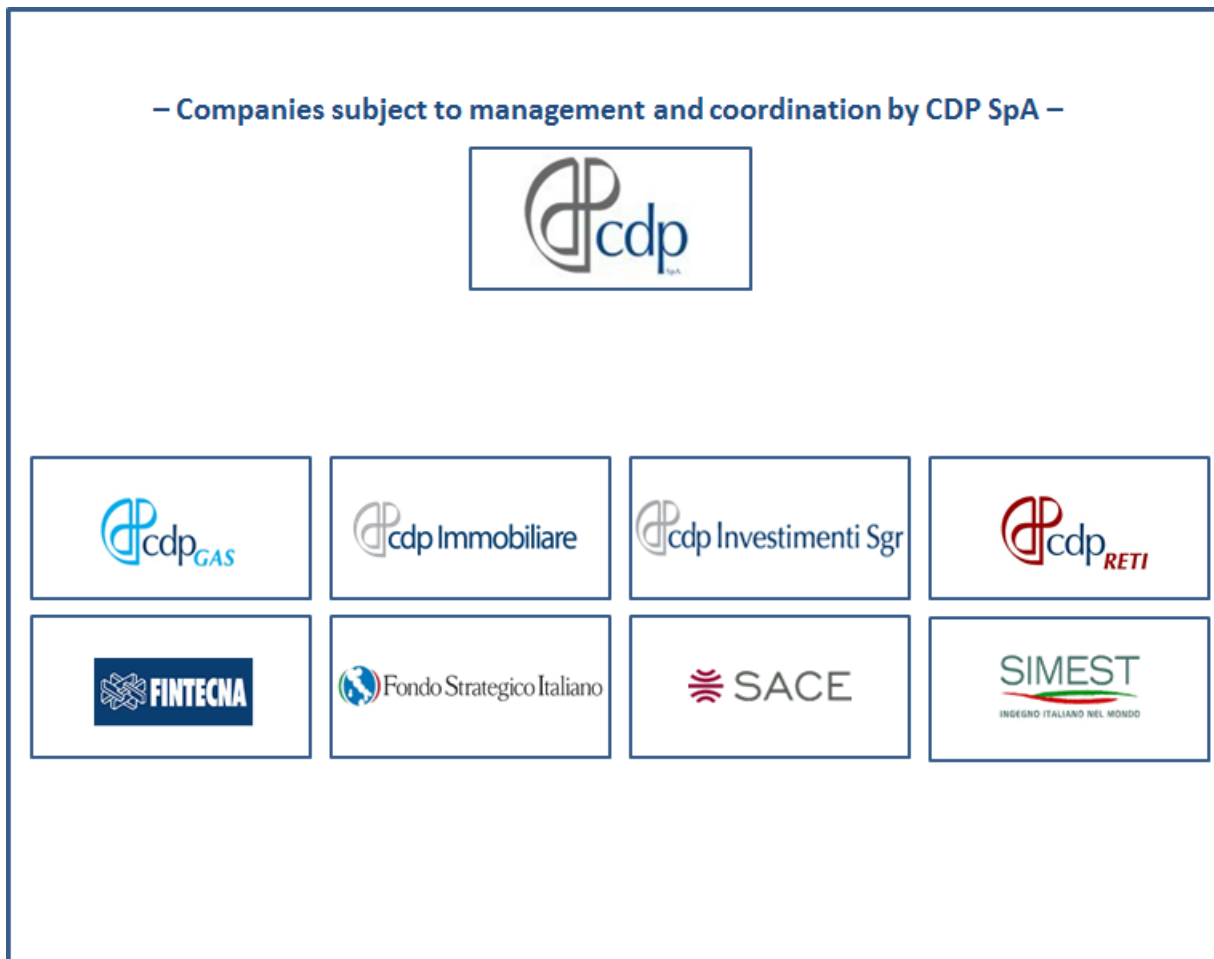 – Companies subject to management and coordination by CDP SpA –
cdp
SpA
cdp GAS
cdp Immobiliare
cdp Investimenti Sgr
cdp RETI
FINTECNA
Fondo Strategico Italiano
SACE
SIMEST
INGEGNO ITALIANO NEL MONDO